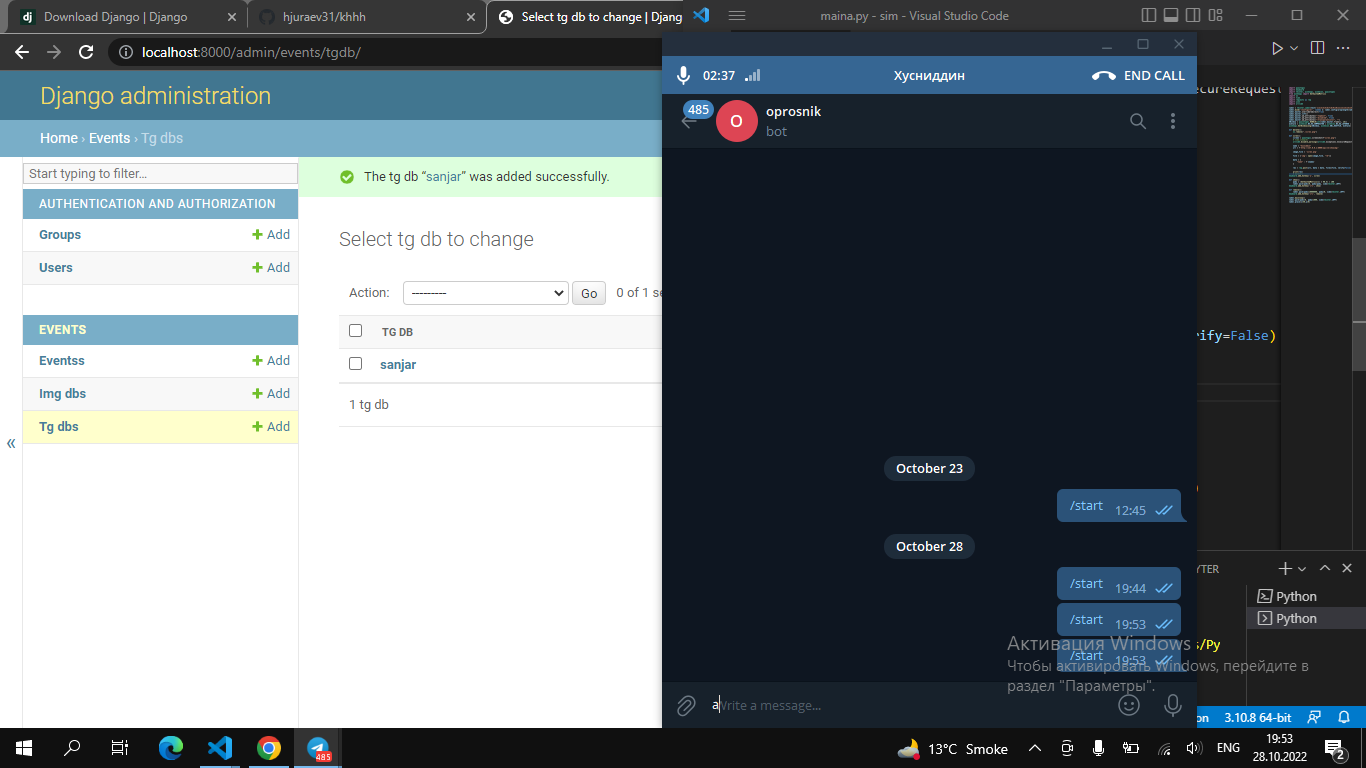 Download Django | Django
hjuraev31/khhh
Select tg db to change | Djang
maina.py - sim - Visual Studio Code
localhost:8000/admin/events/tgdb/
Django administration
Home › Events › Tg dbs
Start typing to filter...
AUTHENTICATION AND AUTHORIZATION
Groups
Add
Users
Add
EVENTS
Eventss
Add
Img dbs
Add
Tg dbs
Add
«
The tg db “sanjar” was added successfully.
Select tg db to change
Action:
---------
Go
0 of 1 se
TG DB
sanjar
1 tg db
02:37
Хусниддин
END CALL
485
O
oprosnik
bot
October 23
/start 12:45
October 28
/start 19:44
/start 19:53
/start 19:53
a
Write a message...
cureRequest
rify=False)
)
YTER
Python
Python
s/Py
Активация Windows
Чтобы активировать Windows, перейдите в
раздел "Параметры".
on 3.10.8 64-bit
485
13°C Smoke
ENG
19:53
28.10.2022
2